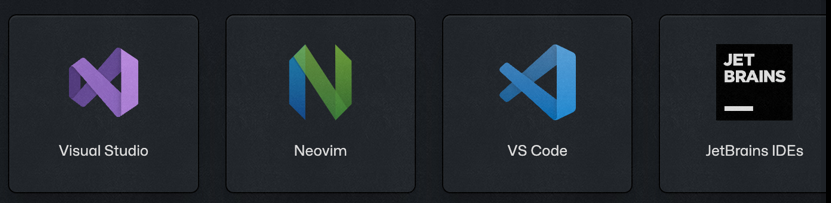 Visual Studio
Neovim
VS Code
JET
BRAINS
JetBrains IDEs